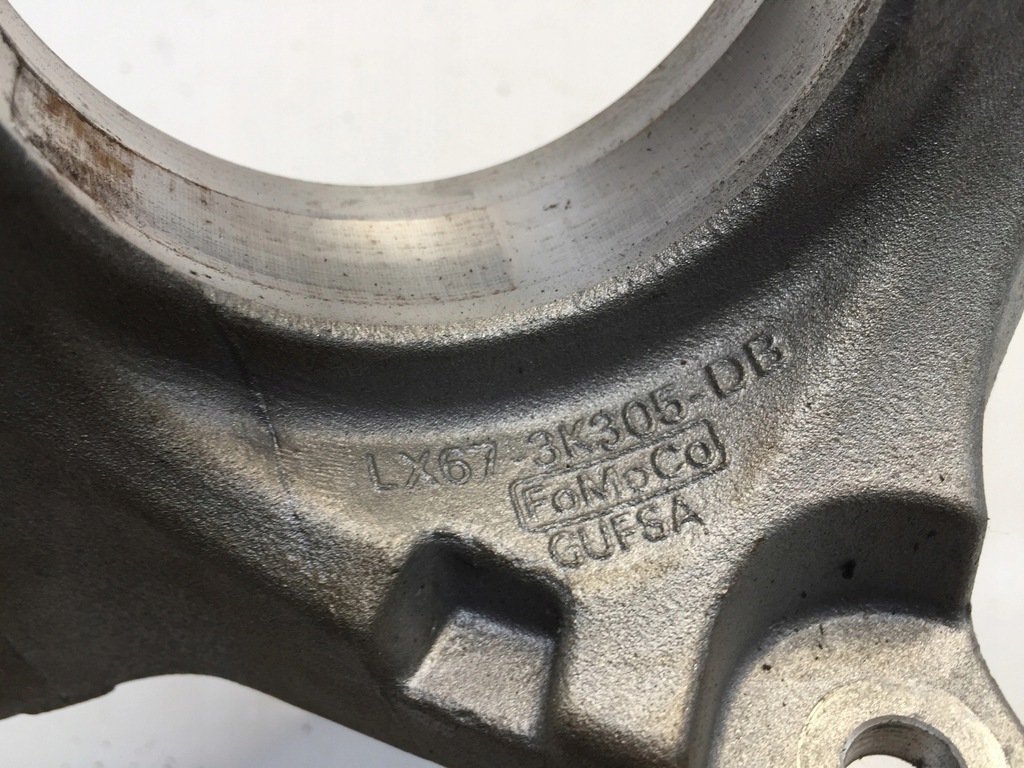 LX67-3K305-DB
FoMoCo
GUFSA